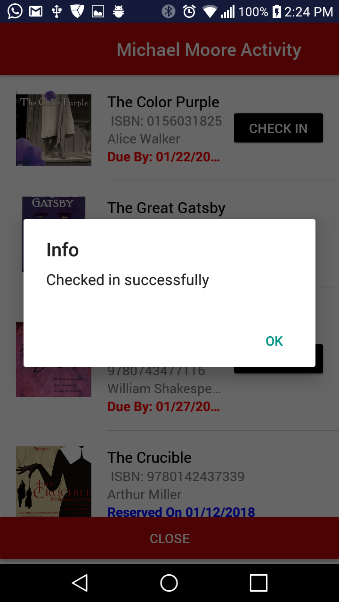 100% 2:24 PM
Michael Moore Activity
The Color Purple
The Color Purple
ISBN: 0156031825
CHECK IN
Alice Walker
Due By: 01/22/20...
GATSBY
The Great Gatsby
Info
Checked in successfully
OK
9780743477116
William Shakespe...
Due By: 01/27/20...
The Crucible
ISBN: 9780142437339
CRUCIBLE
Arthur Miller
Reserved On 01/12/2018
CLOSE